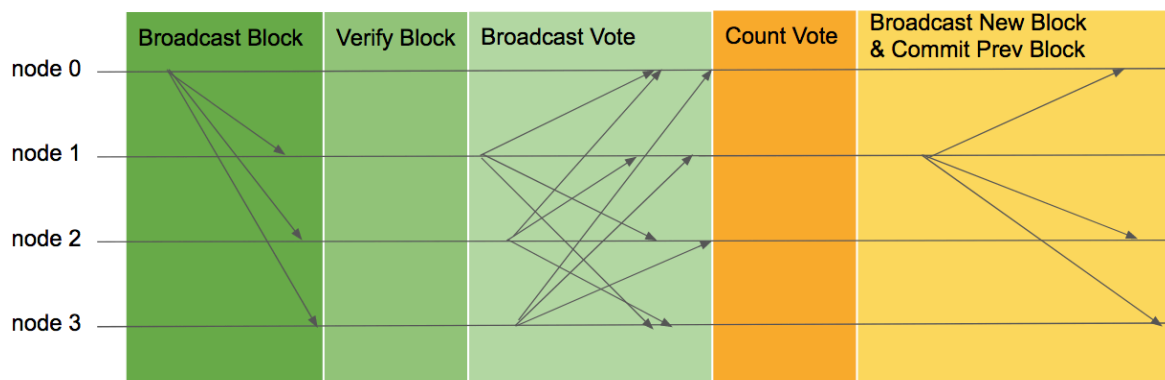 Broadcast Block
Verify Block
Broadcast Vote
Count Vote
Broadcast New Block
& Commit Prev Block
node 0
node 1
node 2
node 3